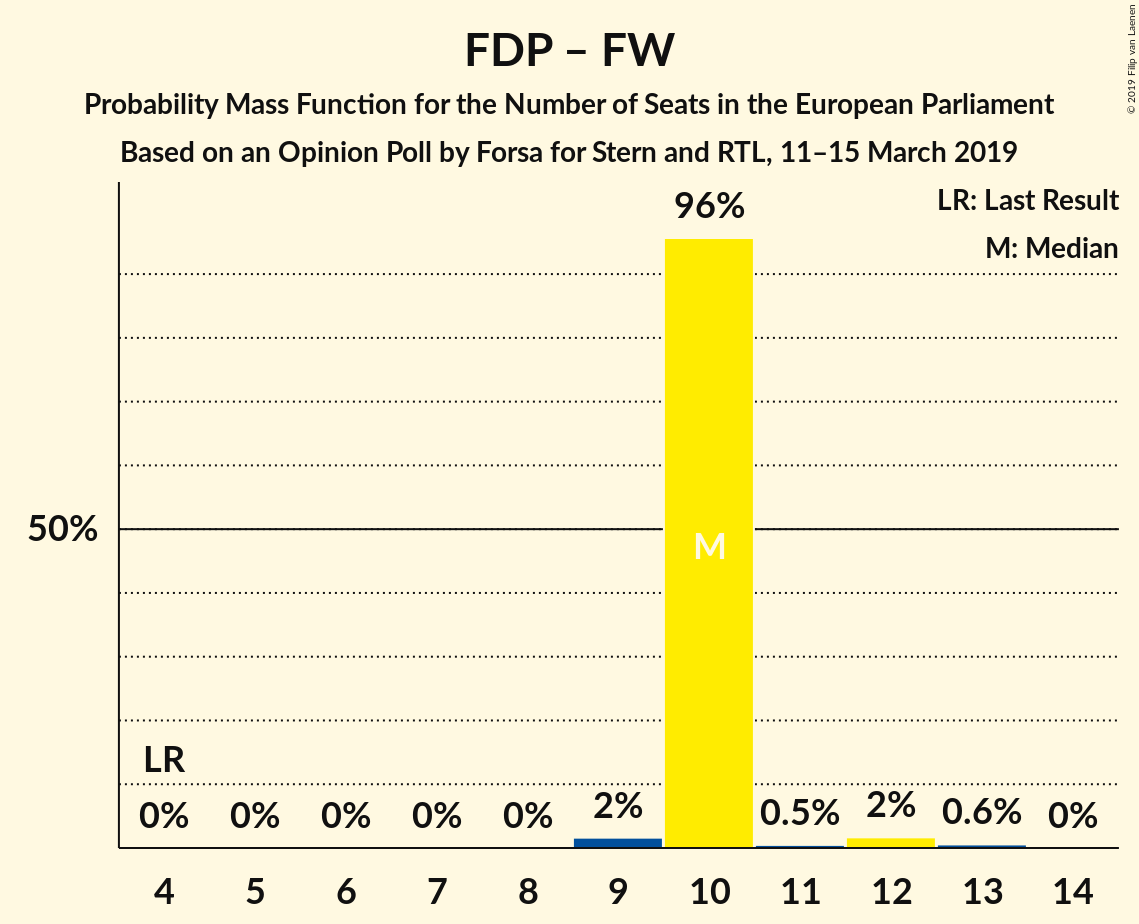 FDP – FW
Probability Mass Function for the Number of Seats in the European Parliament
Based on an Opinion Poll by Forsa for Stern and RTL, 11–15 March 2019
© 2019 Filip van Laenen
LR: Last Result
M: Median
96%
50%
M
LR
0% 0% 0% 0% 0% 2% 0.5% 2% 0.6% 0%
4 5 6 7 8 9 10 11 12 13 14